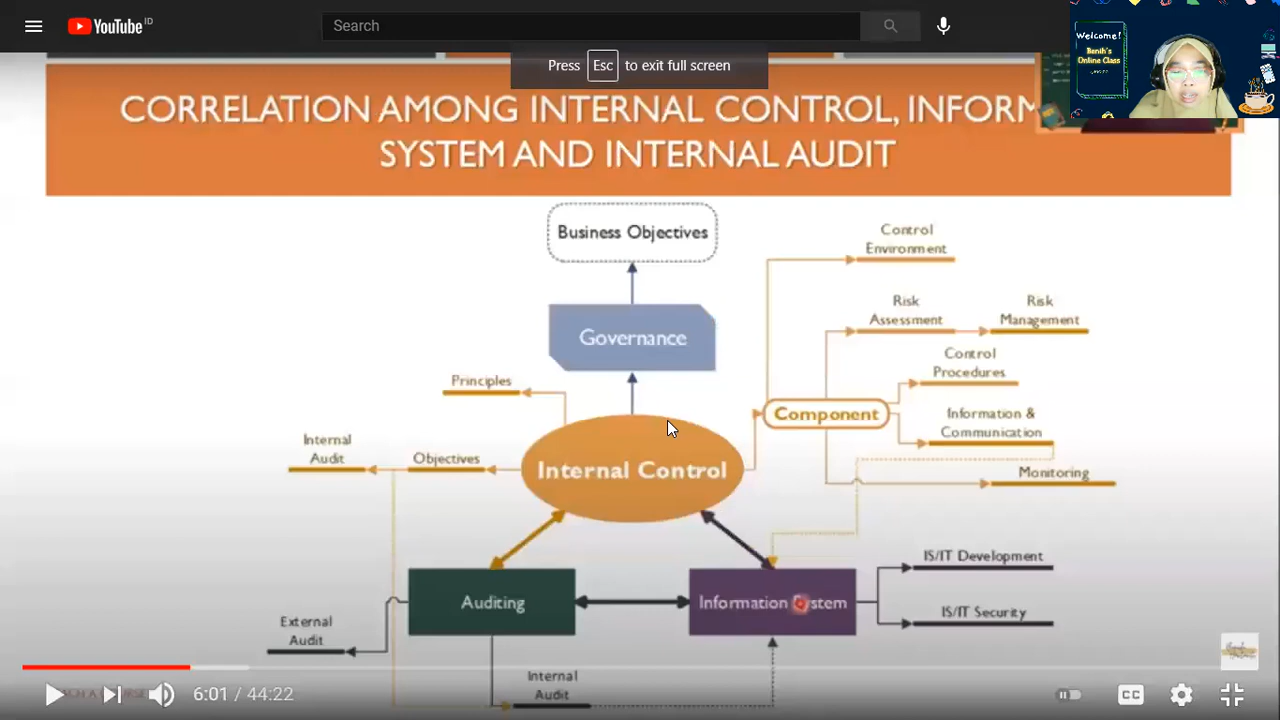 YouTube ID
Search
Press Esc to exit full screen
Welcome!
Benih's
Online Class
CORRELATION AMONG INTERNAL CONTROL, INFORM
SYSTEM AND INTERNAL AUDIT
Business Objectives
Governance
Principles
Internal
Audit
Objectives
Internal Control
Component
Control
Environment
Risk
Assessment
Risk
Management
Control
Procedures
Information &
Communication
Monitoring
Auditing
Information System
IS/IT Development
IS/IT Security
External
Audit
Internal
Audit
6:01 / 44:22
CC